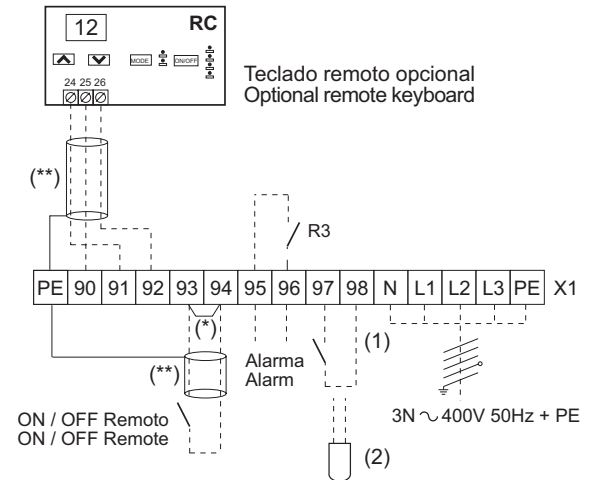 12 RC
MODE ON/OFF
24 25 26
Teclado remoto opcional
Optional remote keyboard
(**)
R3
PE 90 91 92 93 94 95 96 97 98 N L1 L2 L3 PE X1
(*)
(1)
Alarma
Alarm
(**)
3N ~ 400V 50Hz + PE
ON / OFF Remoto
ON / OFF Remote
(2)